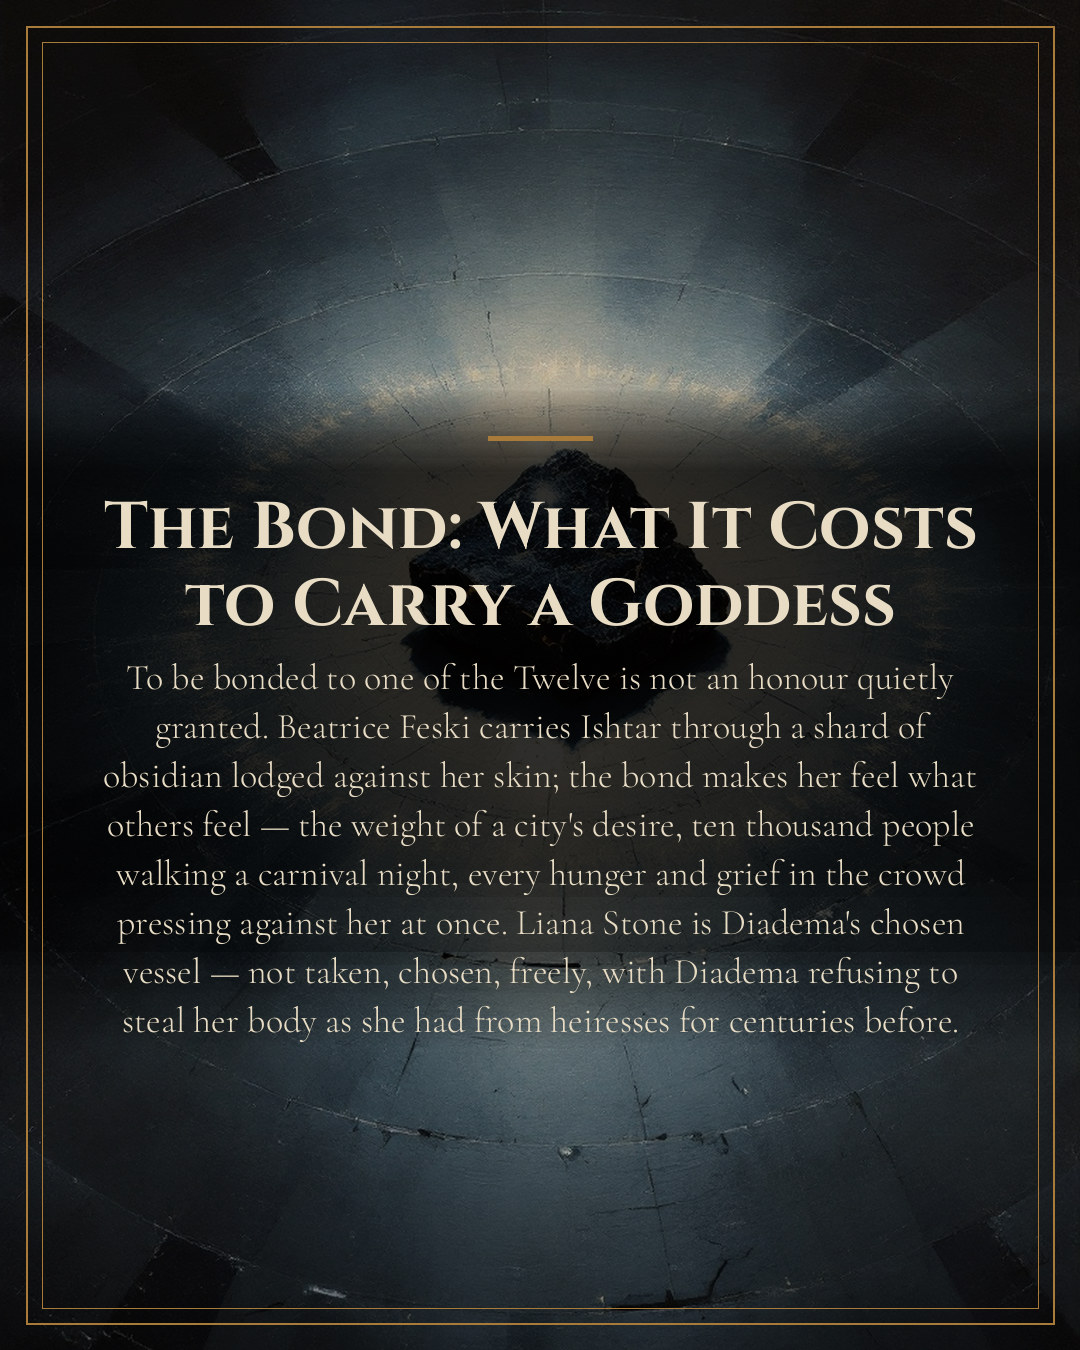 The Bond: What It Costs
to Carry a Goddess
To be bonded to one of the Twelve is not an honour quietly
granted. Beatrice Feski carries Ishtar through a shard of
obsidian lodged against her skin; the bond makes her feel what
others feel — the weight of a city's desire, ten thousand people
walking a carnival night, every hunger and grief in the crowd
pressing against her at once. Liana Stone is Diadema's chosen
vessel — not taken, chosen, freely, with Diadema refusing to
steal her body as she had from heiresses for centuries before.